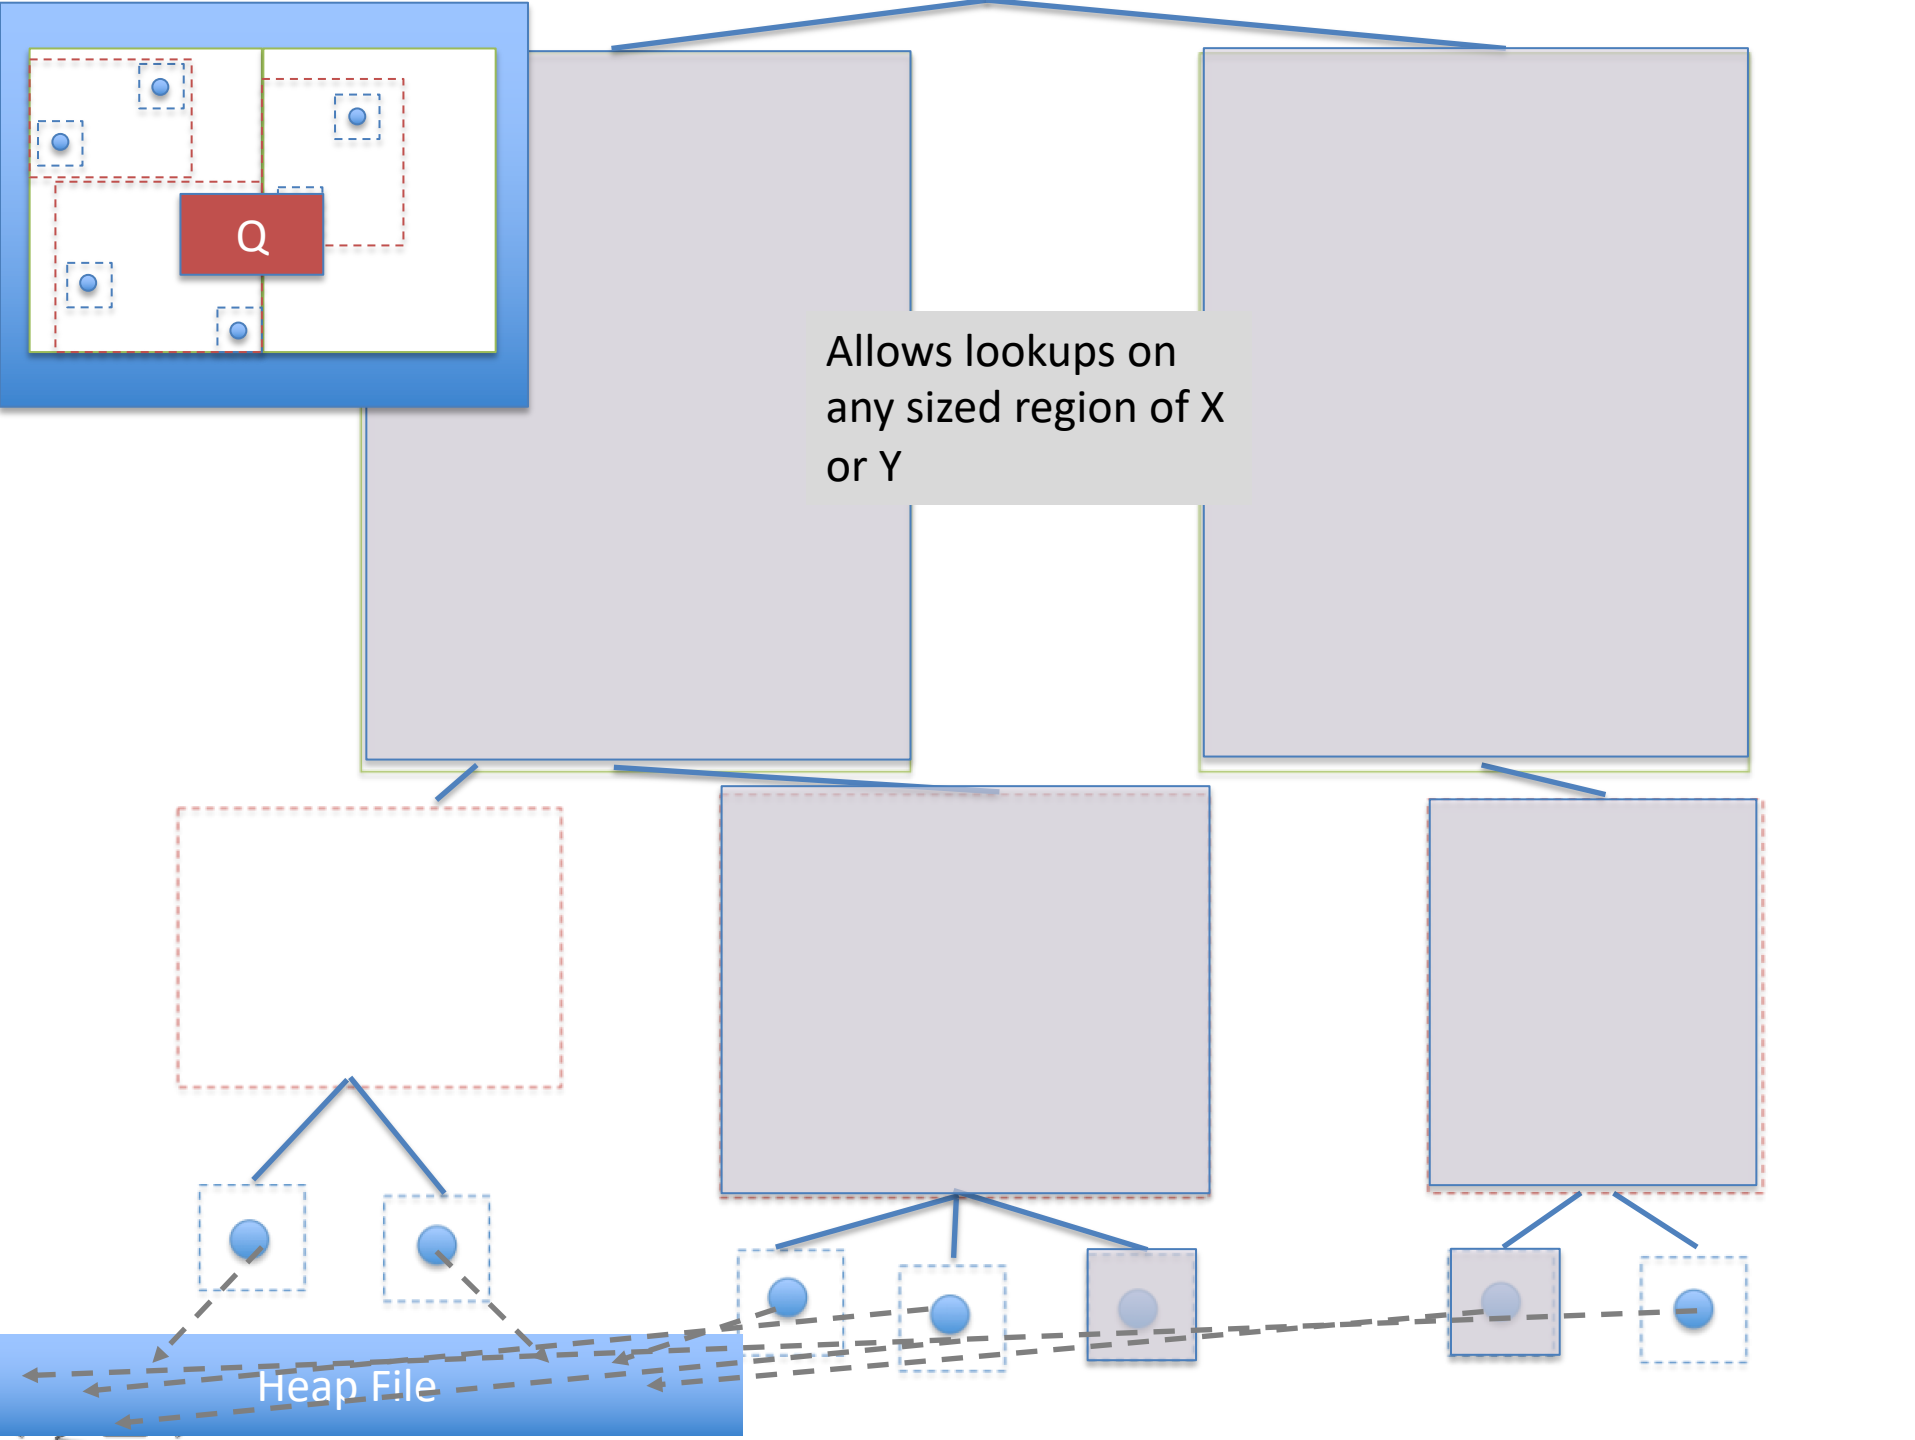 Q
Allows lookups on
any sized region of X
or Y
Heap File